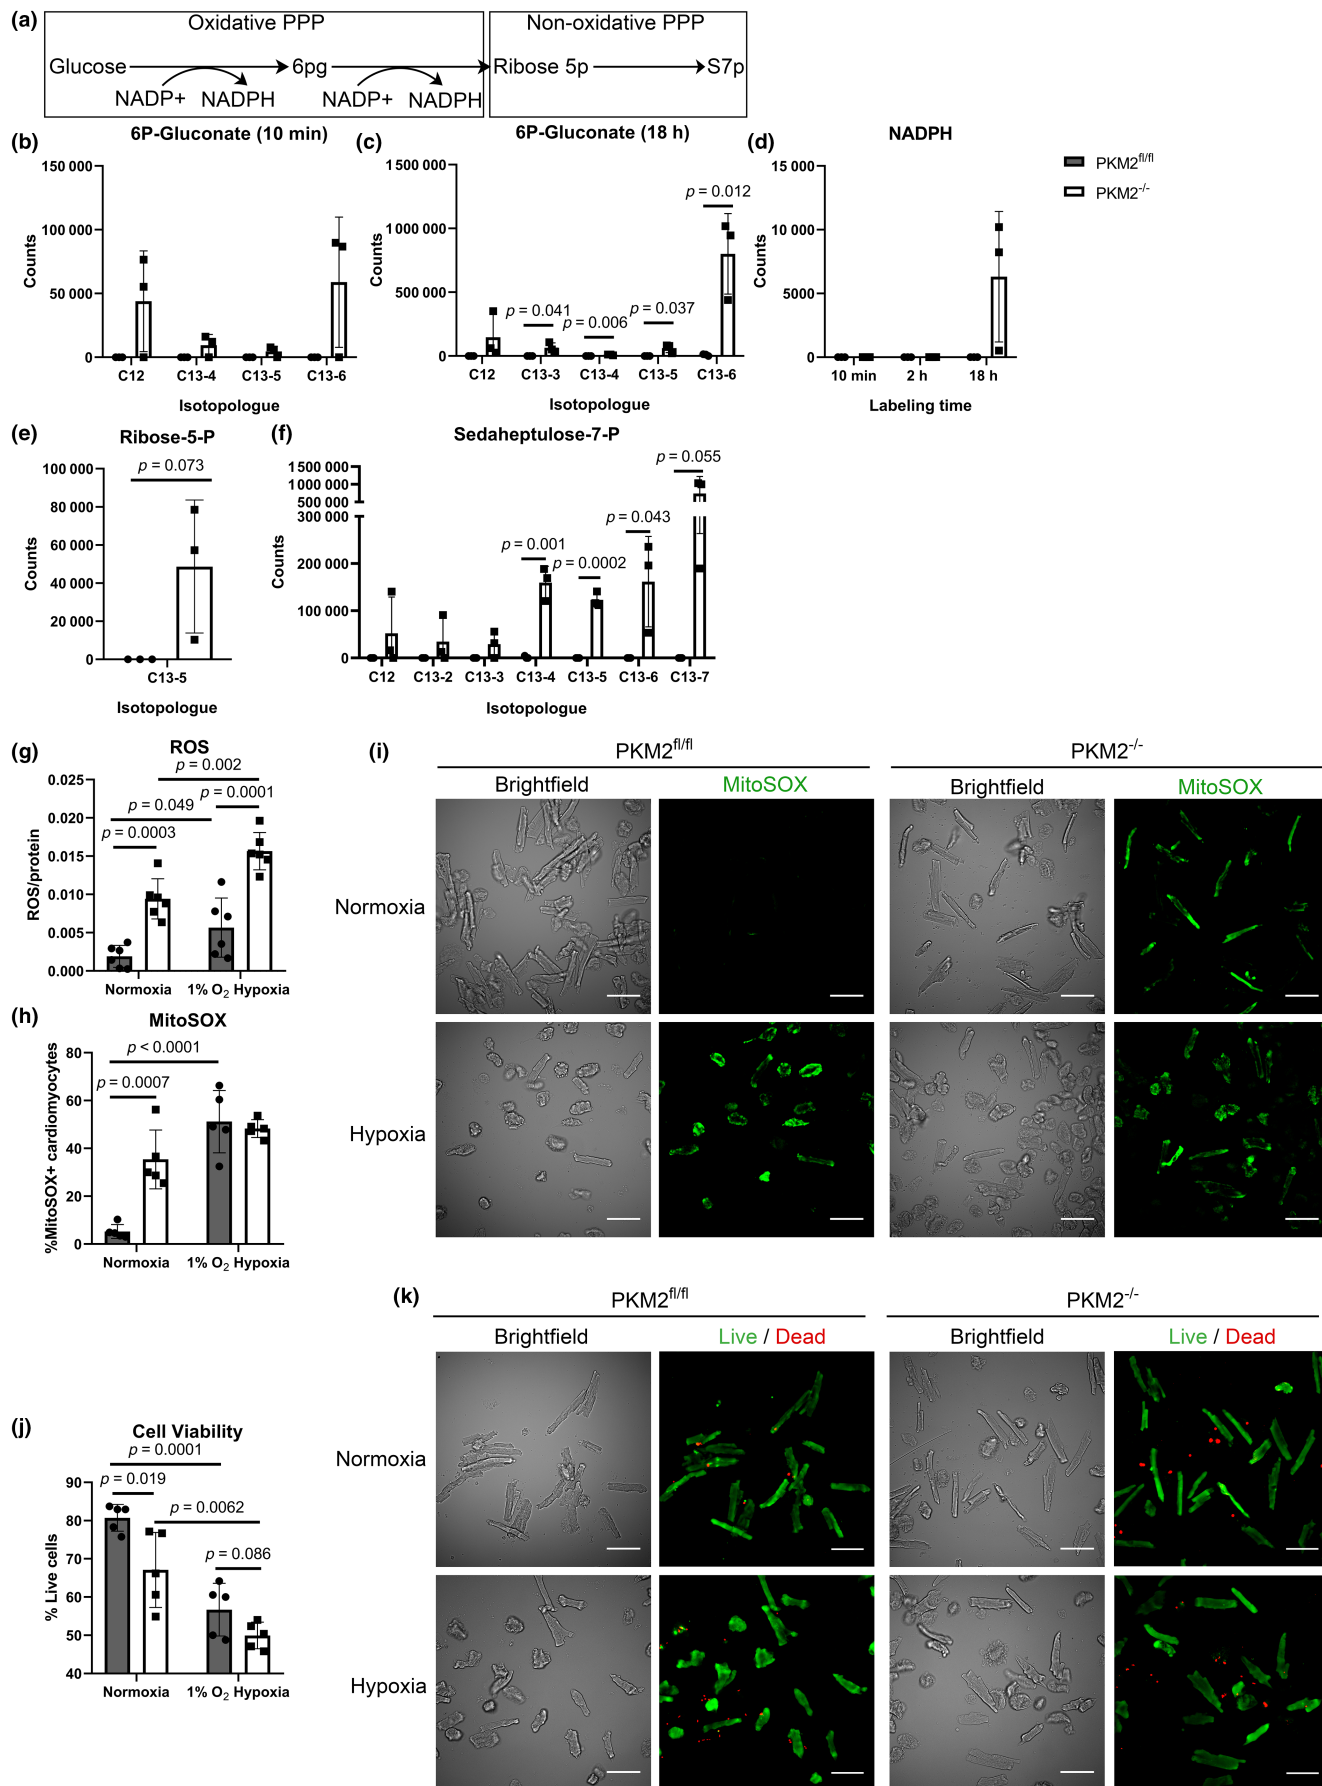 (a)
Oxidative PPP
Non-oxidative PPP
Glucose
6pg
Ribose 5p
S7p
NADP+
NADPH
NADP+
NADPH
(b)
6P-Gluconate (10 min)
Counts
150 000
100 000
50 000
0
C12
C13-4
C13-5
C13-6
Isotopologue
(c)
6P-Gluconate (18 h)
Counts
1500 000
1000 000
500 000
0
p = 0.041
p = 0.006
p = 0.037
p = 0.012
C12
C13-3
C13-4
C13-5
C13-6
Isotopologue
(d)
NADPH
Counts
15 000
10 000
5000
0
10 min
2 h
18 h
Labeling time
PKM2fl/fl
PKM2-/-
(e)
Ribose-5-P
Counts
100 000
80 000
60 000
40 000
20 000
0
p = 0.073
C13-5
Isotopologue
(f)
Sedaheptulose-7-P
Counts
1 500 000
1 000 000
500 000
300 000
200 000
100 000
0
p = 0.001
p = 0.0002
p = 0.043
p = 0.055
C12
C13-2
C13-3
C13-4
C13-5
C13-6
C13-7
Isotopologue
(g)
ROS
ROS/protein
0.025
0.020
0.015
0.010
0.005
0.000
p = 0.002
p = 0.049
p = 0.0001
p = 0.0003
Normoxia
1% O2 Hypoxia
(h)
MitoSOX
%MitoSOX+ cardiomyocytes
80
60
40
20
0
p < 0.0001
p = 0.0007
Normoxia
1% O2 Hypoxia
(i)
PKM2fl/fl
PKM2-/-
Brightfield
MitoSOX
Brightfield
MitoSOX
Normoxia
Hypoxia
(j)
Cell Viability
% Live cells
90
80
70
60
50
40
p = 0.0001
p = 0.019
p = 0.0062
p = 0.086
Normoxia
1% O2 Hypoxia
(k)
PKM2fl/fl
PKM2-/-
Brightfield
Live / Dead
Brightfield
Live / Dead
Normoxia
Hypoxia